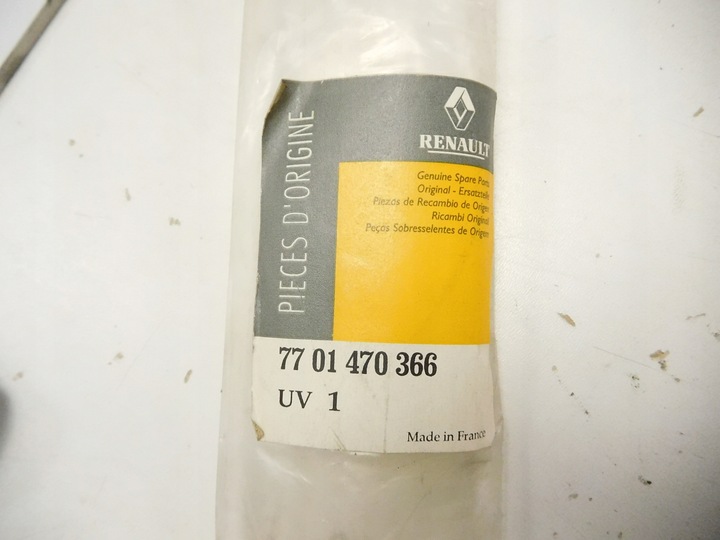 PIECES D'ORIGINE
RENAULT
Genuine Spare Parts
Original - Ersatzteile
Piezas de Recambio de Origen
Ricambi Originali
Peças Sobresselentes de Origem
77 01 470 366
UV 1
Made in France